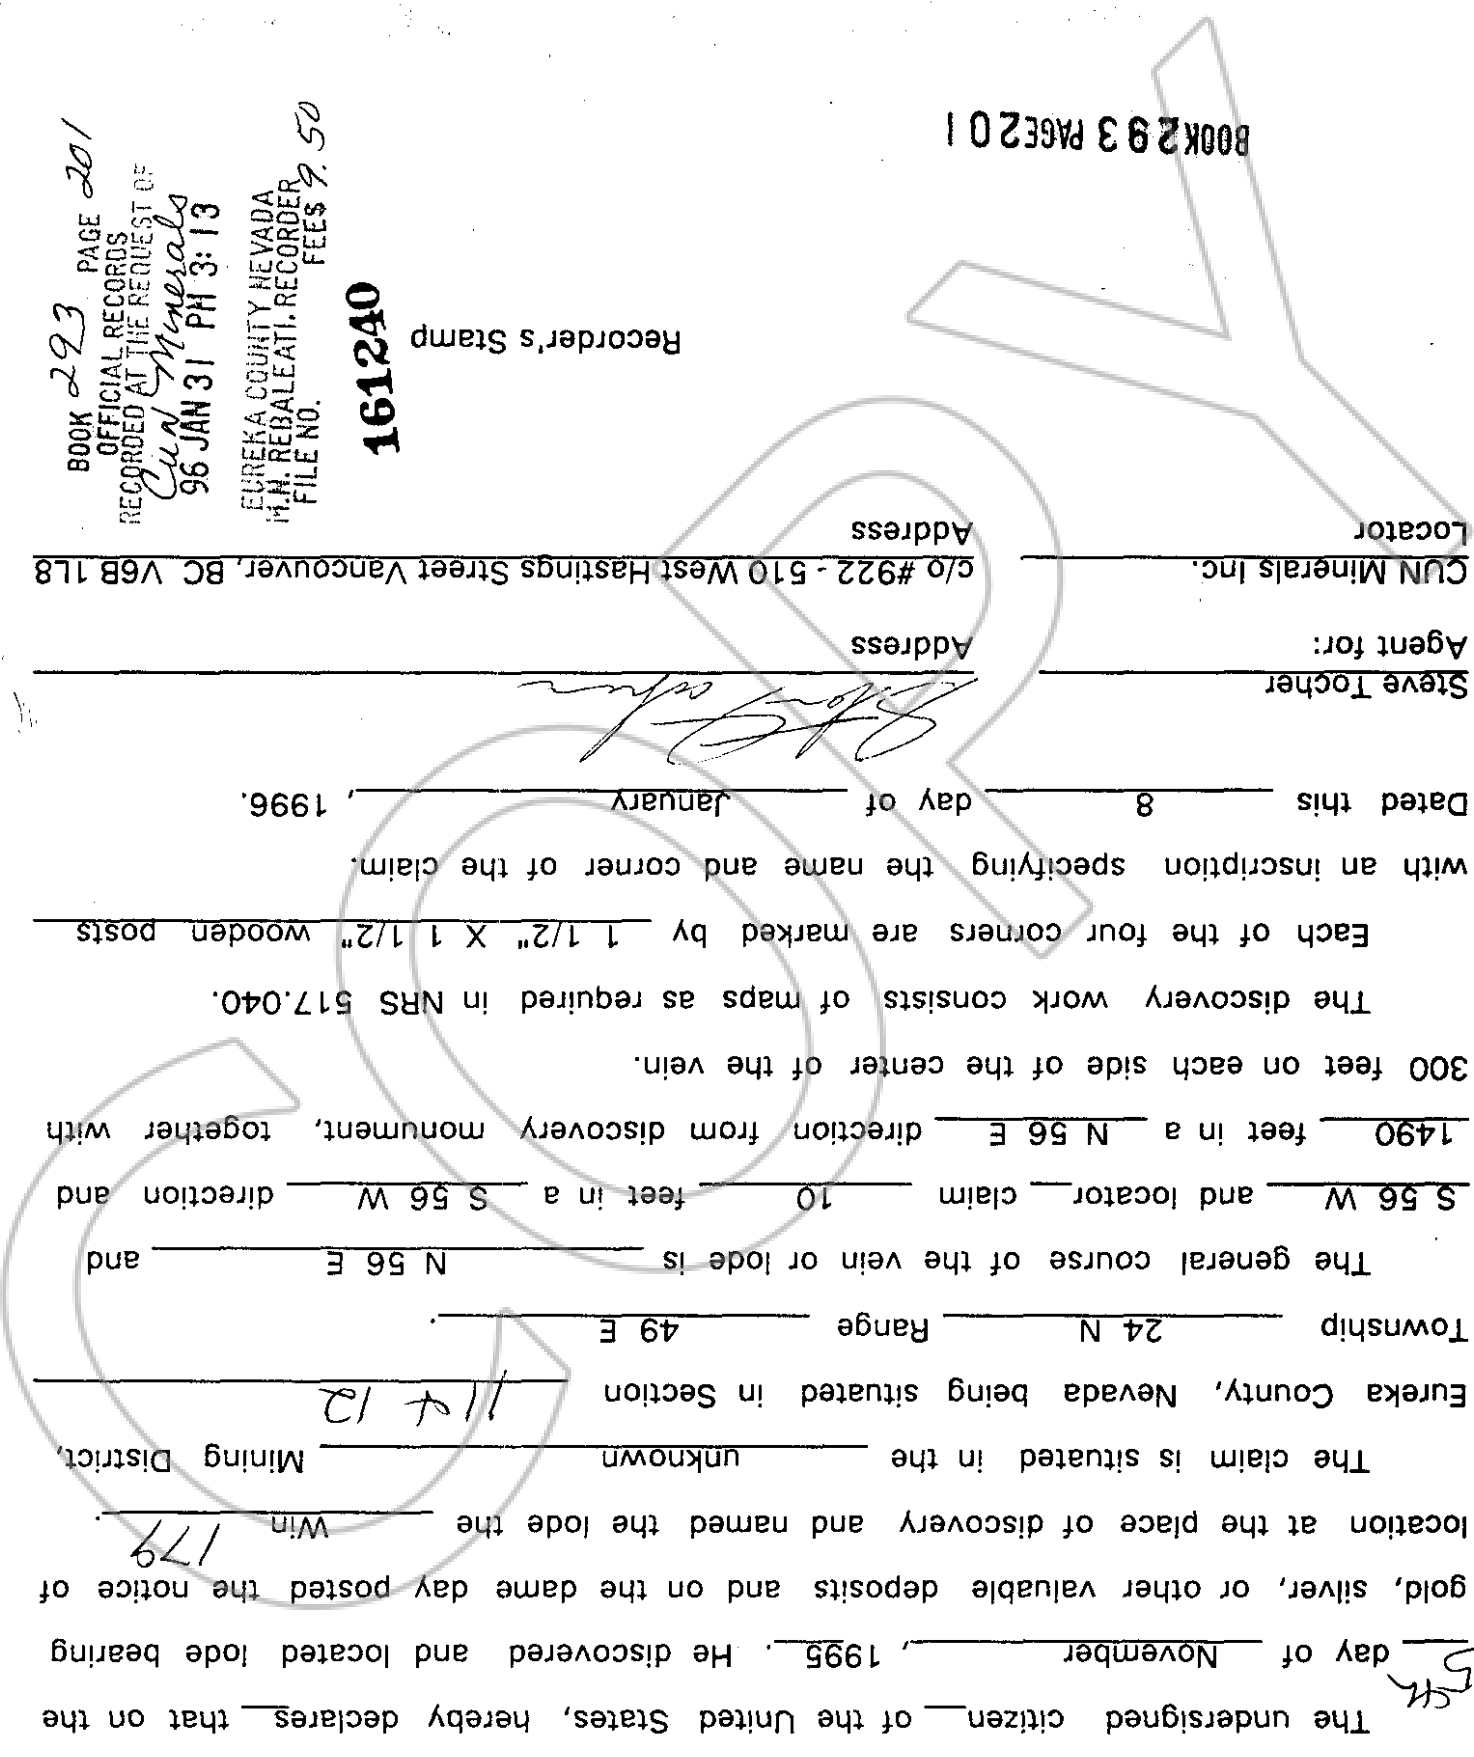 The undersigned citizen__ of the United States, hereby declares__ that on the
5th day of November, 1995. He discovered and located lode bearing
gold, silver, or other valuable deposits and on the dame day posted the notice of
location at the place of discovery and named the lode the Win 179.
The claim is situated in the unknown Mining District,
Eureka County, Nevada being situated in Section 11 & 12
Township 24 N Range 49 E.
The general course of the vein or lode is N 56 E and
S 56 W and locator__ claim 10 feet in a S 56 W direction and
1490 feet in a N 56 E direction from discovery monument, together with
300 feet on each side of the center of the vein.
The discovery work consists of maps as required in NRS 517.040.
Each of the four corners are marked by 1 1/2" X 1 1/2" wooden posts
with an inscription specifying the name and corner of the claim.
Dated this 8 day of January, 1996.
Steve Tocher
Agent for: Address
CUN Minerals Inc. c/o #922 - 510 West Hastings Street Vancouver, BC V6B 1L8
Locator Address
Recorder's Stamp
BOOK 293 PAGE 201
OFFICIAL RECORDS
RECORDED AT THE REQUEST OF
Cun Minerals
96 JAN 31 PM 3:13
EUREKA COUNTY NEVADA
M.N. REBALEATI, RECORDER
FILE NO. FEE$ 9.50
161240
BOOK293 PAGE201
COPY